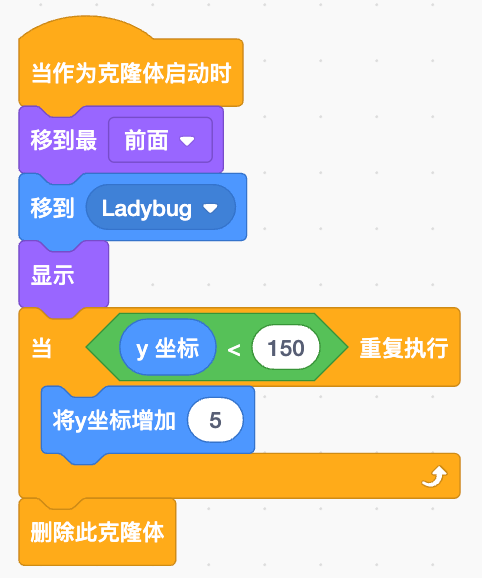 当作为克隆体启动时
移到最 前面
移到 Ladybug
显示
当 y 坐标 < 150 重复执行
将y坐标增加 5
删除此克隆体